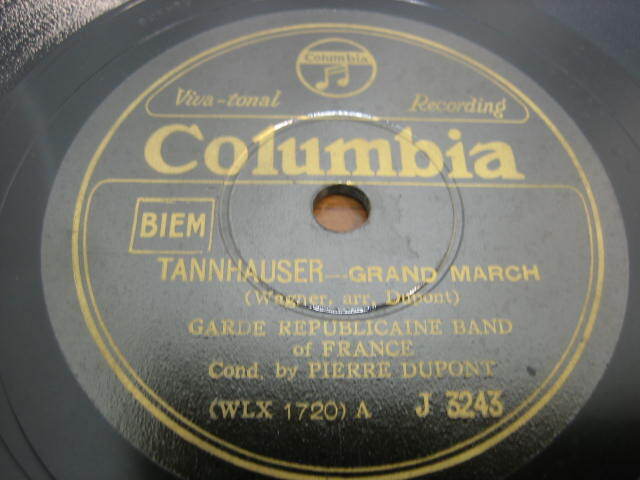 Columbia
Viva-tonal Recording
Columbia
BIEM
TANNHAUSER—GRAND MARCH
(Wagner, arr. Dupont)
GARDE REPUBLICAINE BAND
of FRANCE
Cond. by PIERRE DUPONT
(WLX 1720) A J 3243